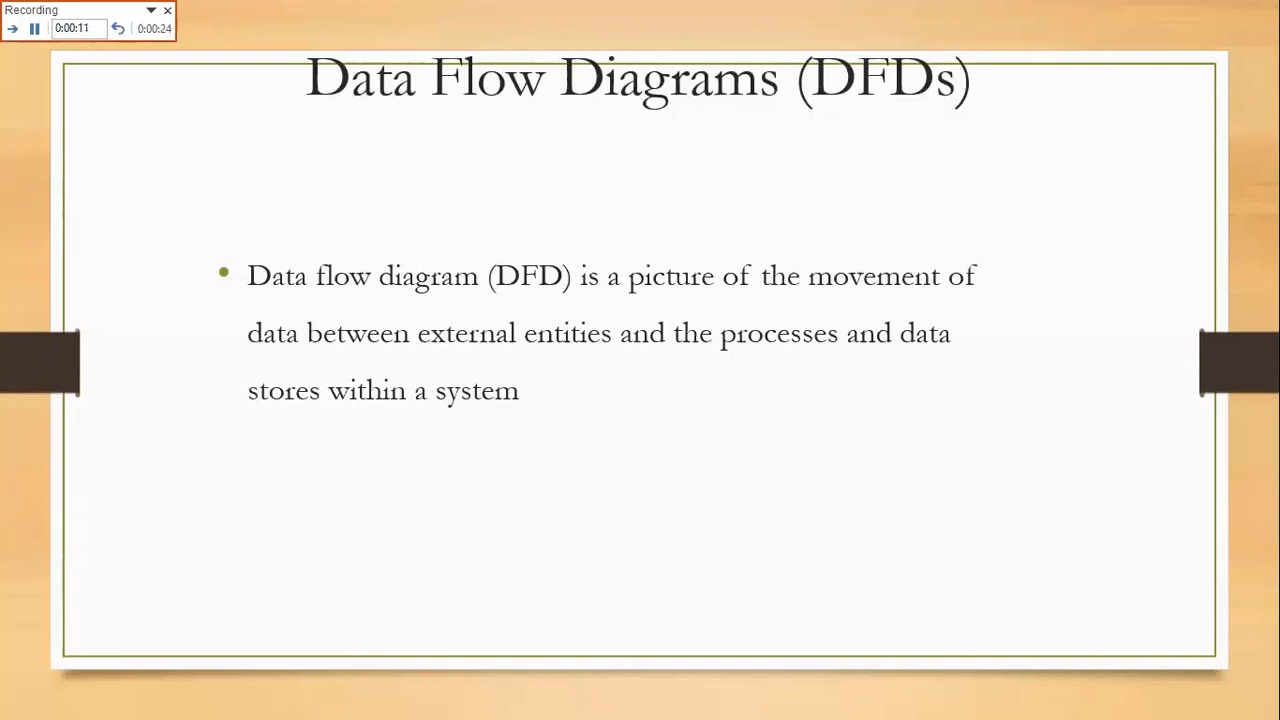 Recording
0:00:11 0:00:24
Data Flow Diagrams (DFDs)
• Data flow diagram (DFD) is a picture of the movement of
data between external entities and the processes and data
stores within a system